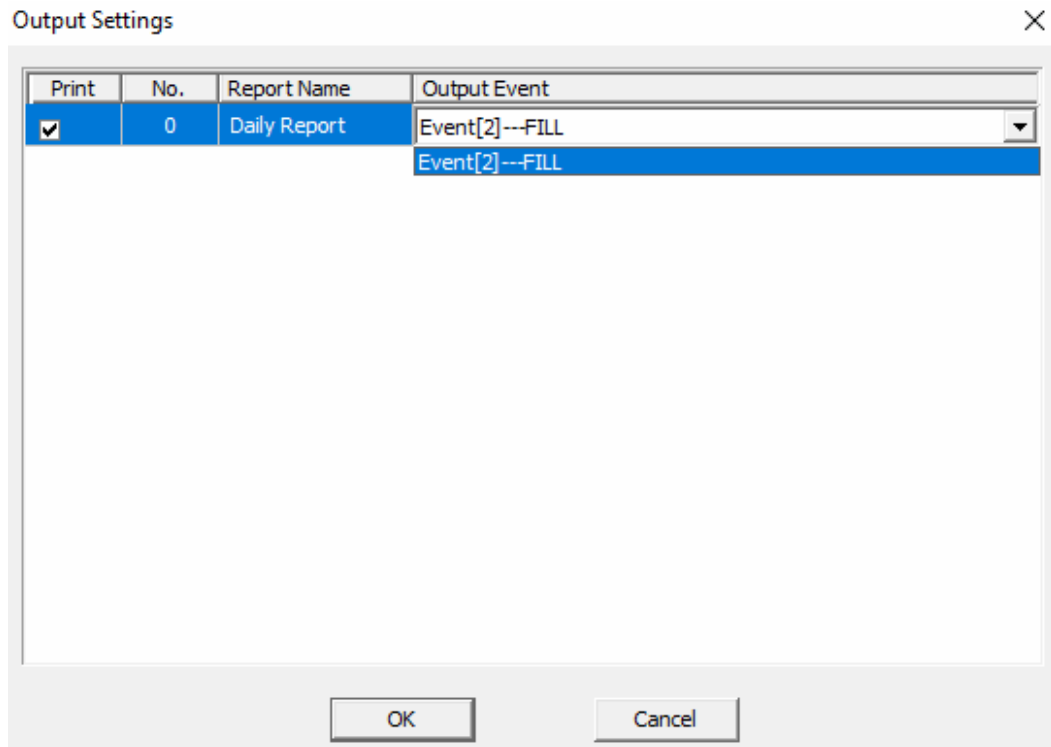 Output Settings
Print No. Report Name Output Event
0 Daily Report Event[2]---FILL
Event[2]---FILL
OK Cancel